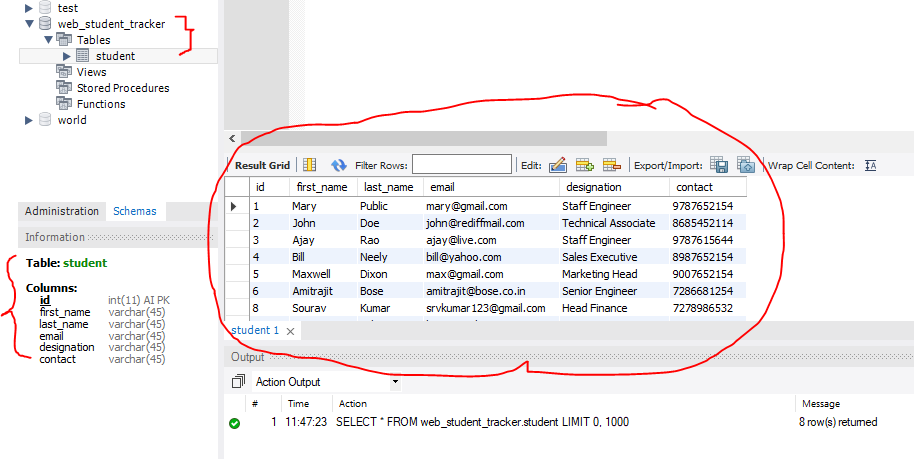 test
web_student_tracker
Tables
student
Views
Stored Procedures
Functions
world
Administration Schemas
Information
Table: student
Columns:
id int(11) AI PK
first_name varchar(45)
last_name varchar(45)
email varchar(45)
designation varchar(45)
contact varchar(45)
Result Grid Filter Rows: Edit: Export/Import: Wrap Cell Content:
id first_name last_name email designation contact
1 Mary Public mary@gmail.com Staff Engineer 9787652154
2 John Doe john@rediffmail.com Technical Associate 8685452114
3 Ajay Rao ajay@live.com Staff Engineer 9787615644
4 Bill Neely bill@yahoo.com Sales Executive 8987652154
5 Maxwell Dixon max@gmail.com Marketing Head 9007652154
6 Amitrajit Bose amitrajit@bose.co.in Senior Engineer 7286681254
8 Sourav Kumar srvkumar123@gmail.com Head Finance 7278986532
student 1
Output
Action Output
# Time Action Message
1 11:47:23 SELECT * FROM web_student_tracker.student LIMIT 0, 1000 8 row(s) returned